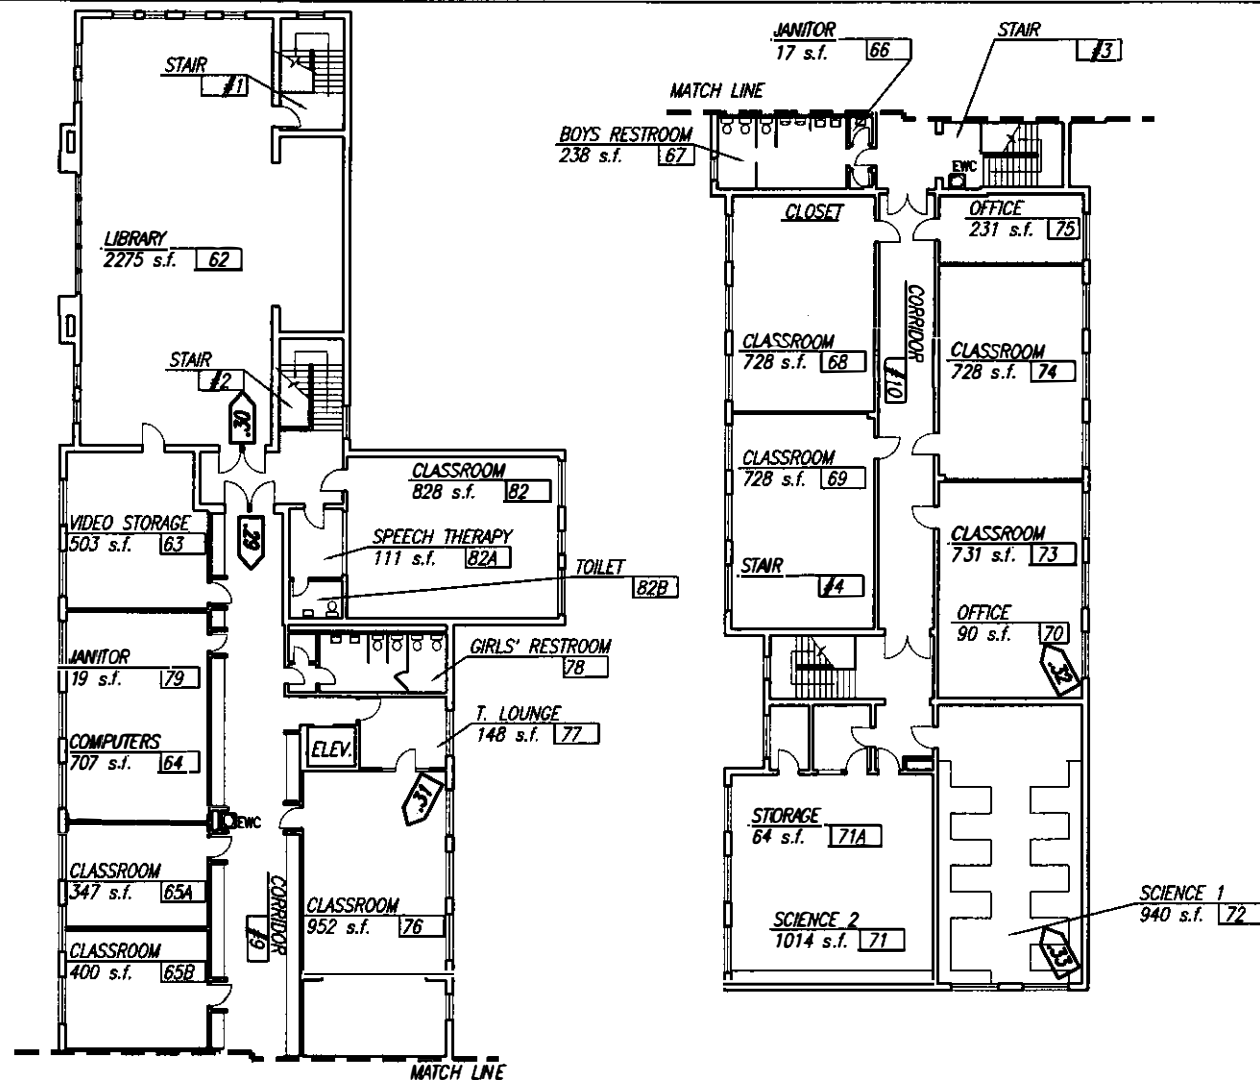 STAIR
#1
LIBRARY
2275 s.f. 62
STAIR
#2
.30
CLASSROOM
828 s.f. 82
VIDEO STORAGE
503 s.f. 63
.29
SPEECH THERAPY
111 s.f. 82A
TOILET
82B
JANITOR
19 s.f. 79
GIRLS' RESTROOM
78
T. LOUNGE
148 s.f. 77
ELEV.
COMPUTERS
707 s.f. 64
.31
EWC
CLASSROOM
347 s.f. 65A
CORRIDOR
#9
CLASSROOM
952 s.f. 76
CLASSROOM
400 s.f. 65B
MATCH LINE
JANITOR
17 s.f. 66
STAIR
#3
MATCH LINE
BOYS RESTROOM
238 s.f. 67
EWC
CLOSET
OFFICE
231 s.f. 75
CORRIDOR
#10
CLASSROOM
728 s.f. 68
CLASSROOM
728 s.f. 74
CLASSROOM
728 s.f. 69
CLASSROOM
731 s.f. 73
STAIR
#4
OFFICE
90 s.f. 70
.32
STORAGE
64 s.f. 71A
SCIENCE 1
940 s.f. 72
SCIENCE 2
1014 s.f. 71
.33